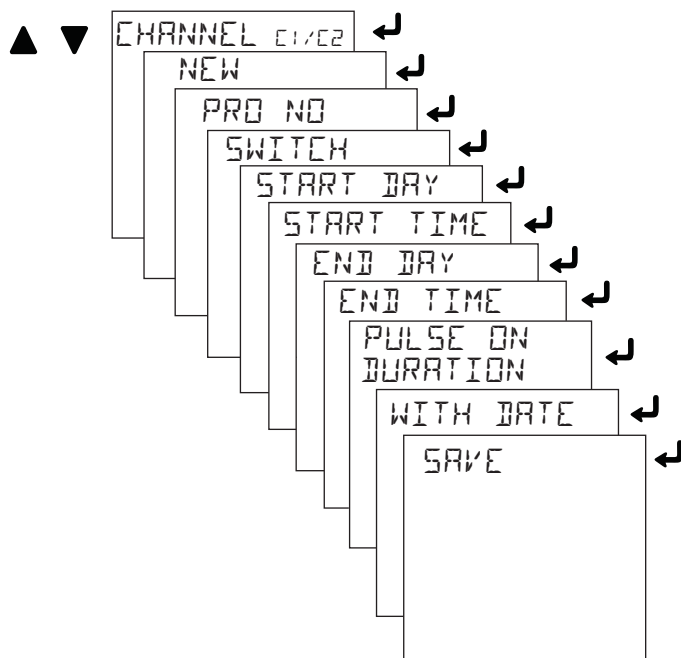 CHANNEL C1/C2
NEW
PRO NO
SWITCH
START DAY
START TIME
END DAY
END TIME
PULSE ON
DURATION
WITH DATE
SAVE